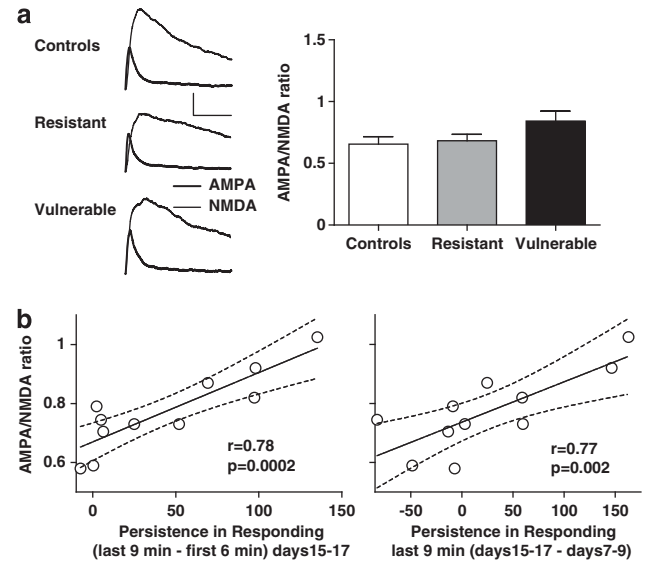 a
Controls
Resistant
Vulnerable
AMPA
NMDA
AMPA/NMDA ratio
1.5
1
0.5
0
Controls Resistant Vulnerable
b
AMPA/NMDA ratio
1
0.8
0.6
r=0.78
p=0.0002
0 50 100 150
Persistence in Responding
(last 9 min - first 6 min) days15-17
r=0.77
p=0.002
-50 0 50 100 150
Persistence in Responding
last 9 min (days15-17 - days7-9)